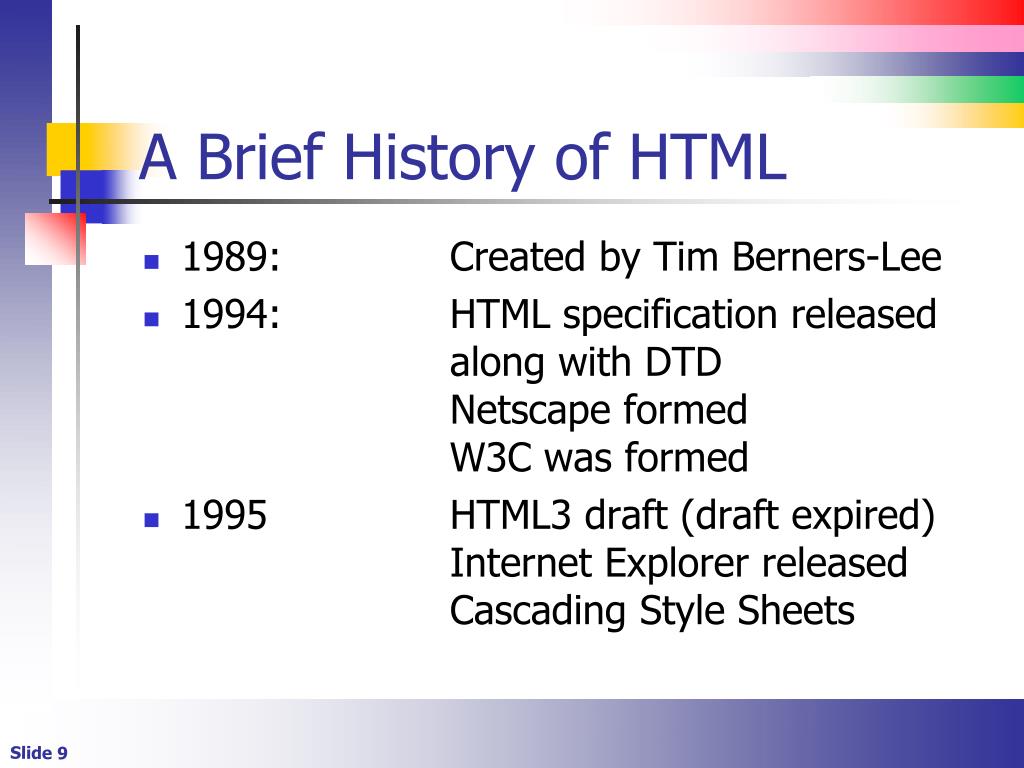 A Brief History of HTML
1989: Created by Tim Berners-Lee
1994: HTML specification released
along with DTD
Netscape formed
W3C was formed
1995 HTML3 draft (draft expired)
Internet Explorer released
Cascading Style Sheets
Slide 9